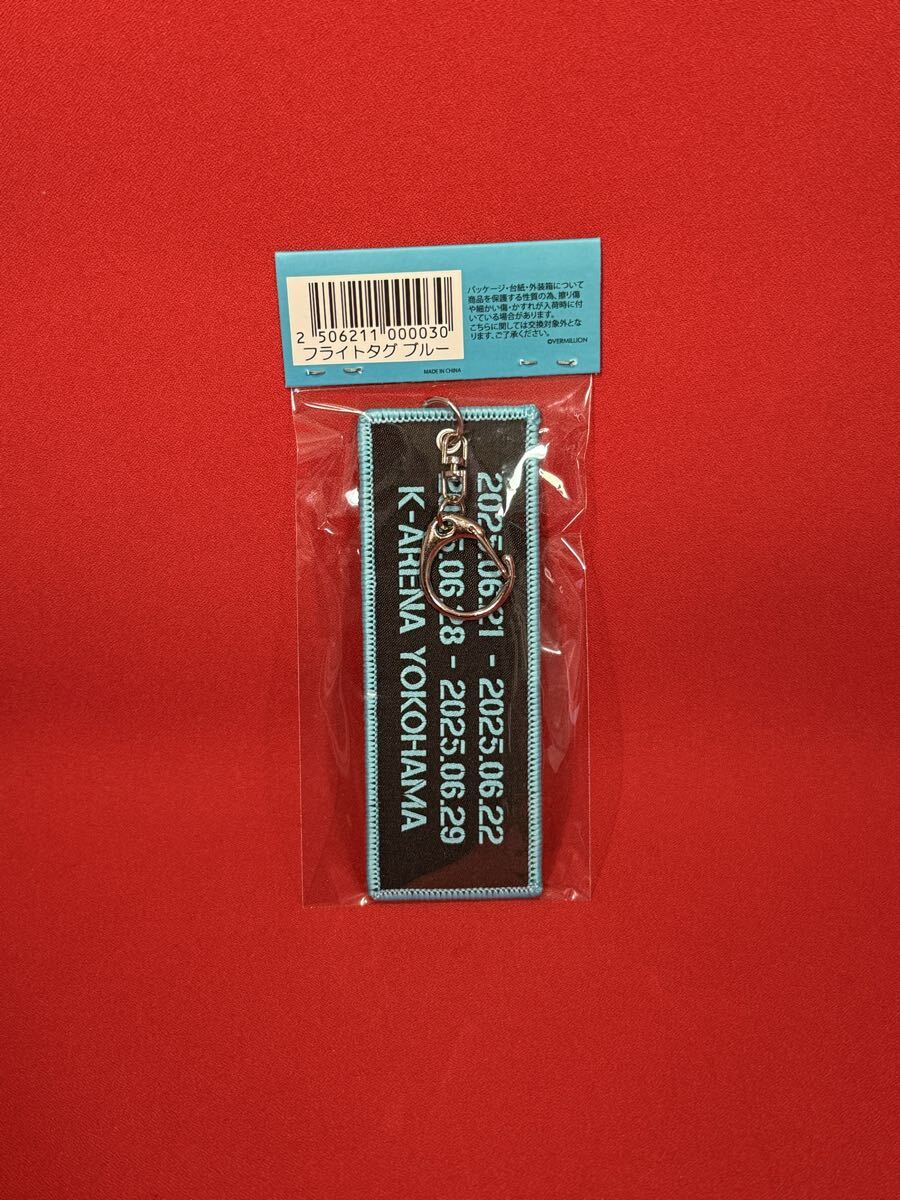 2 506211 000030
フライトタグ ブルー
パッケージ・台紙・外装箱について
商品を保護する性質の為、擦り傷
や細かい傷・かすれが入荷時に付
いている場合があります。
こちらに関しては交換対象外とな
ります、ご了承ください。
©VERMILLION
MADE IN CHINA
2025.06.21 - 2025.06.22
2025.06.28 - 2025.06.29
K-ARENA YOKOHAMA